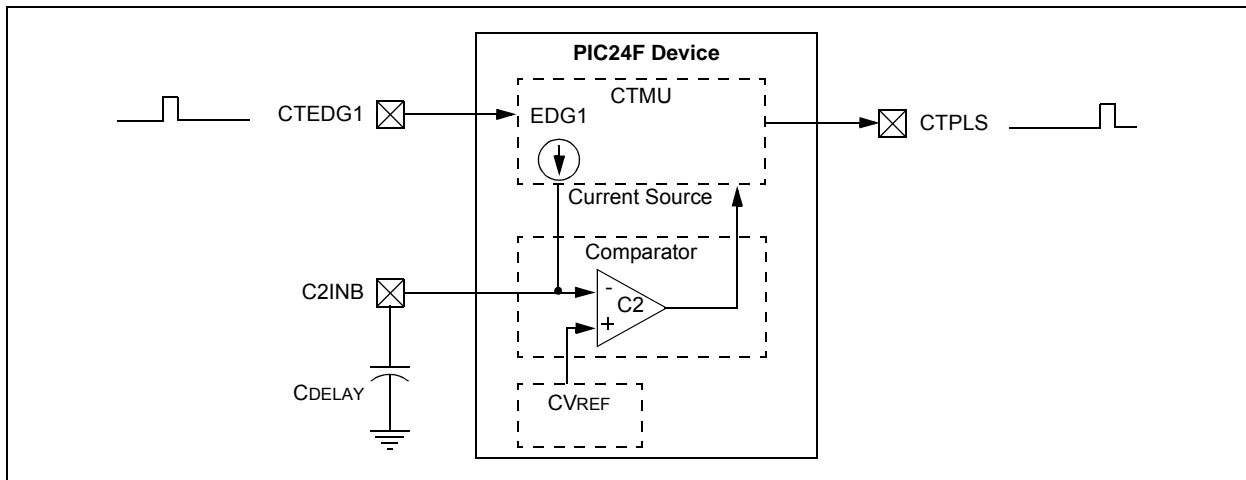 PIC24F Device
CTMU
CTEDG1
EDG1
CTPLS
Current Source
Comparator
C2INB
-
C2
+
CDELAY
CVREF